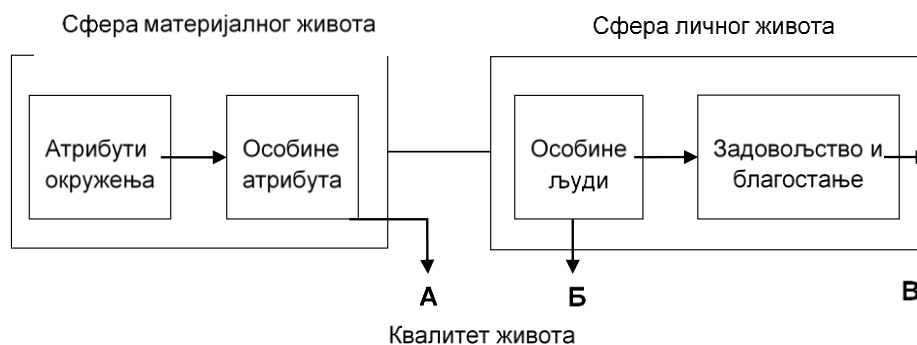 Сфера материјалног живота
Сфера личног живота
Атрибути
окружења
Особине
атрибута
Особине
људи
Задовољство и
благостање
А
Б
В
Квалитет живота